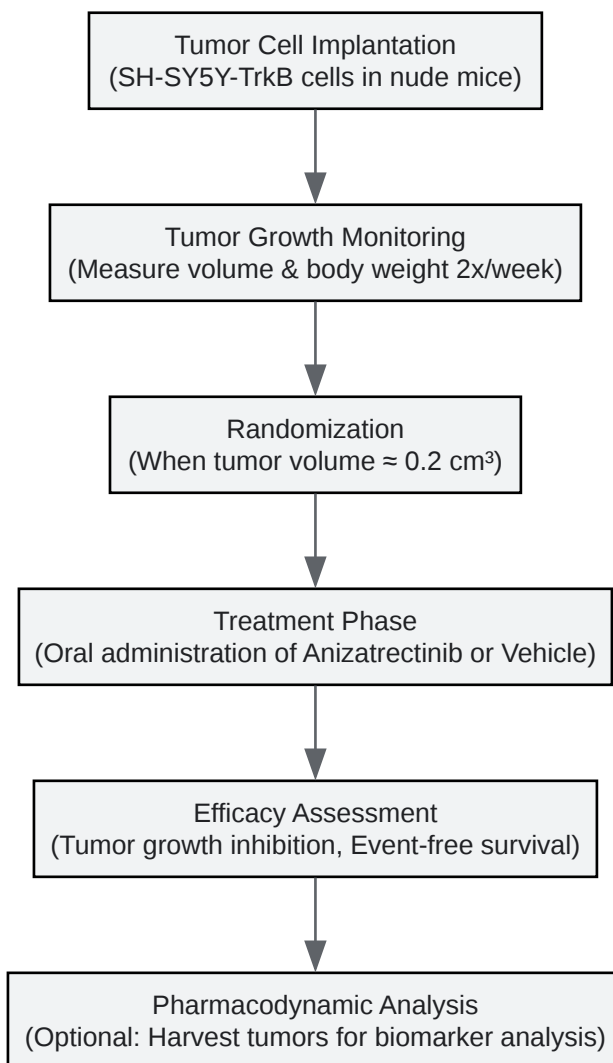 Tumor Cell Implantation
(SH-SY5Y-TrkB cells in nude mice)
Tumor Growth Monitoring
(Measure volume & body weight 2x/week)
Randomization
(When tumor volume ≈ 0.2 cm³)
Treatment Phase
(Oral administration of Anizatrectinib or Vehicle)
Efficacy Assessment
(Tumor growth inhibition, Event-free survival)
Pharmacodynamic Analysis
(Optional: Harvest tumors for biomarker analysis)